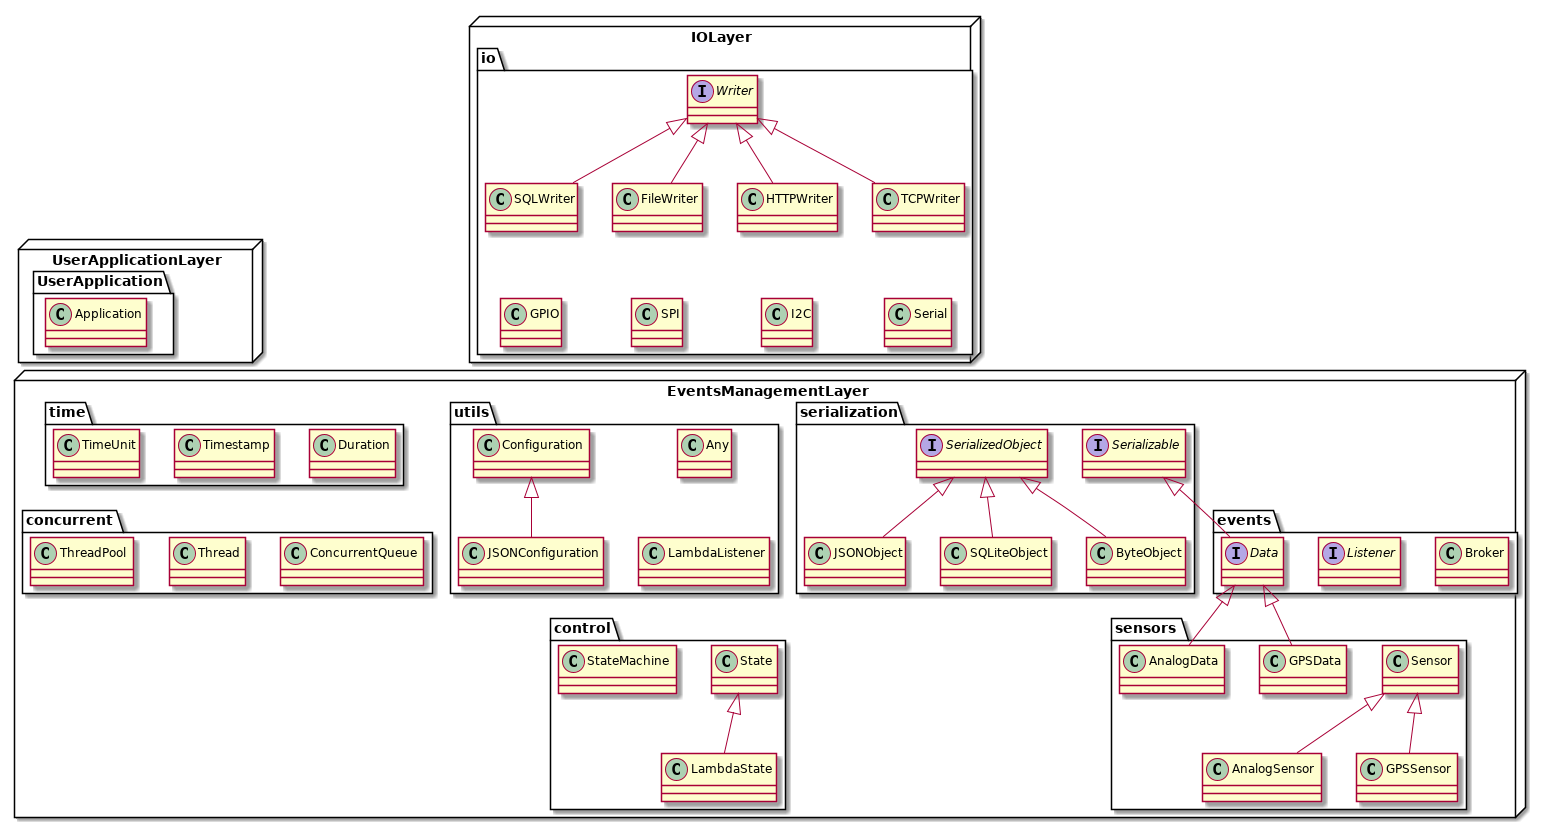 IOLayer
io
I Writer
C SQLWriter
C FileWriter
C HTTPWriter
C TCPWriter
C GPIO
C SPI
C I2C
C Serial
UserApplicationLayer
UserApplication
C Application
EventsManagementLayer
time
C TimeUnit
C Timestamp
C Duration
concurrent
C ThreadPool
C Thread
C ConcurrentQueue
utils
C Configuration
C Any
C JSONConfiguration
C LambdaListener
serialization
I SerializedObject
I Serializable
C JSONObject
C SQLiteObject
C ByteObject
events
I Data
I Listener
C Broker
control
C StateMachine
C State
C LambdaState
sensors
C AnalogData
C GPSData
C Sensor
C AnalogSensor
C GPSSensor